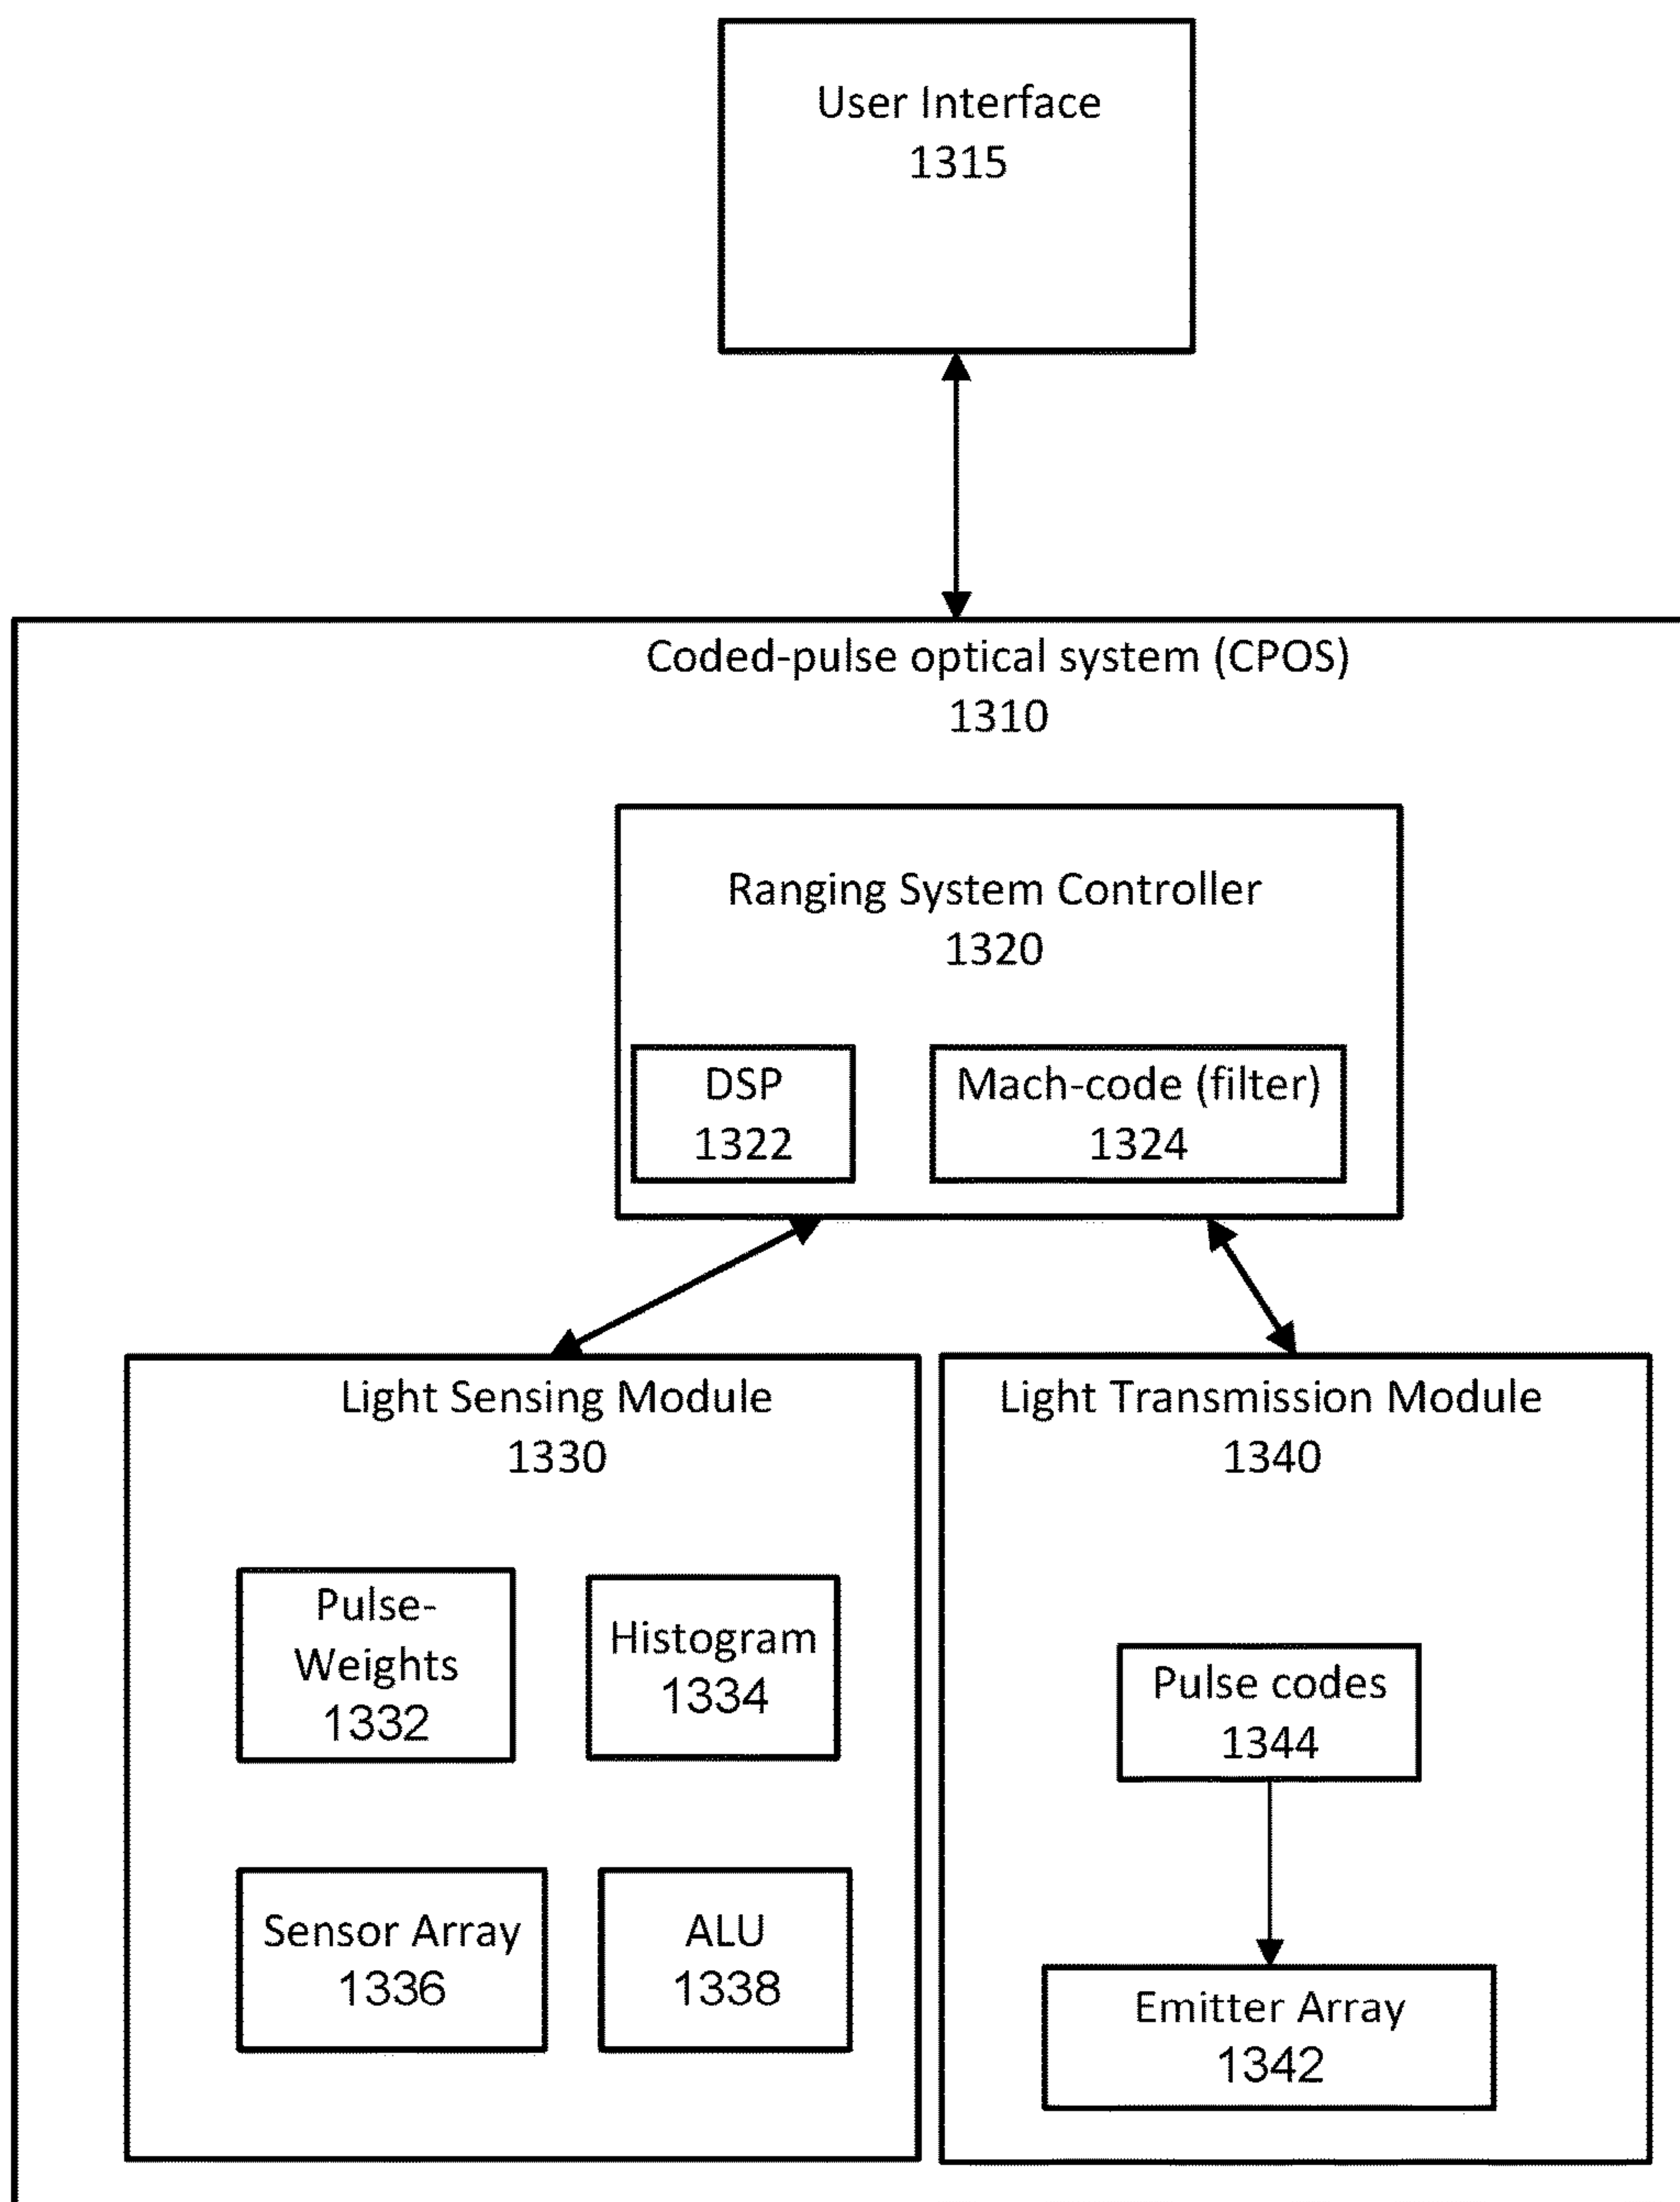 User Interface
1315
Coded-pulse optical system (CPOS)
1310
Ranging System Controller
1320
DSP
1322
Mach-code (filter)
1324
Light Sensing Module
1330
Pulse-
Weights
1332
Histogram
1334
Sensor Array
1336
ALU
1338
Light Transmission Module
1340
Pulse codes
1344
Emitter Array
1342